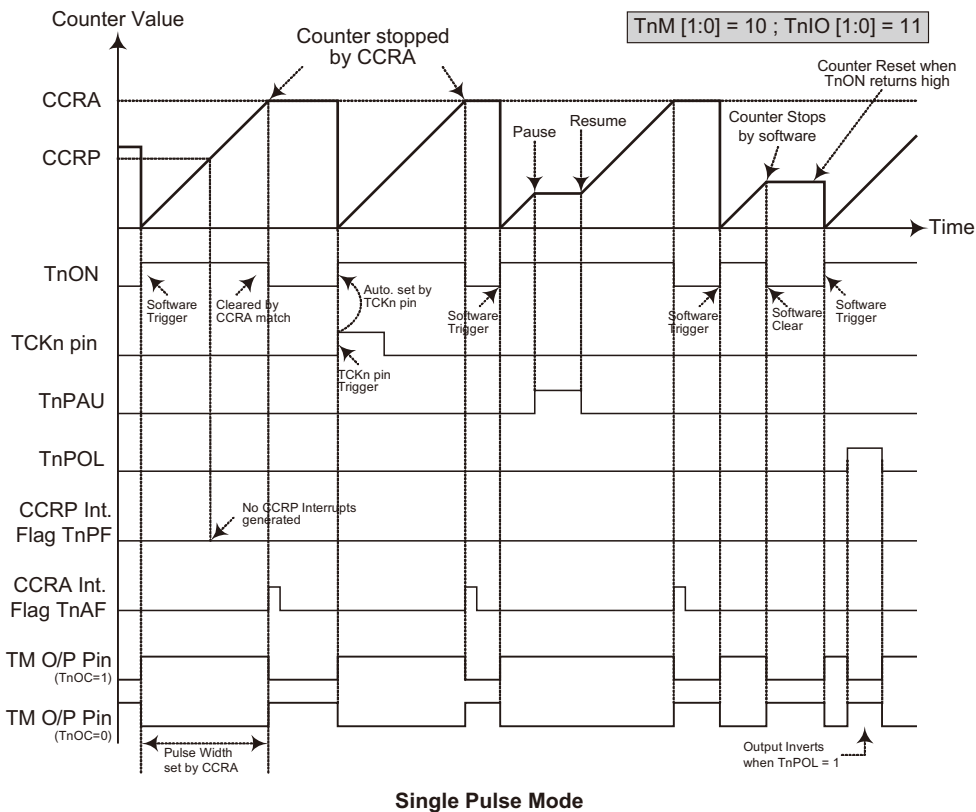 Counter Value
TnM [1:0] = 10 ; TnIO [1:0] = 11
Counter stopped
by CCRA
Counter Reset when
TnON returns high
CCRA
Counter Stops
by software
Pause
Resume
CCRP
Time
TnON
Software
Trigger
Cleared by
CCRA match
Auto. set by
TCKn pin
Software
Trigger
Software
Trigger
Software
Clear
Software
Trigger
TCKn pin
TCKn pin
Trigger
TnPAU
TnPOL
CCRP Int.
Flag TnPF
No CCRP Interrupts
generated
CCRA Int.
Flag TnAF
TM O/P Pin
(TnOC=1)
TM O/P Pin
(TnOC=0)
Pulse Width
set by CCRA
Output Inverts
when TnPOL = 1
Single Pulse Mode